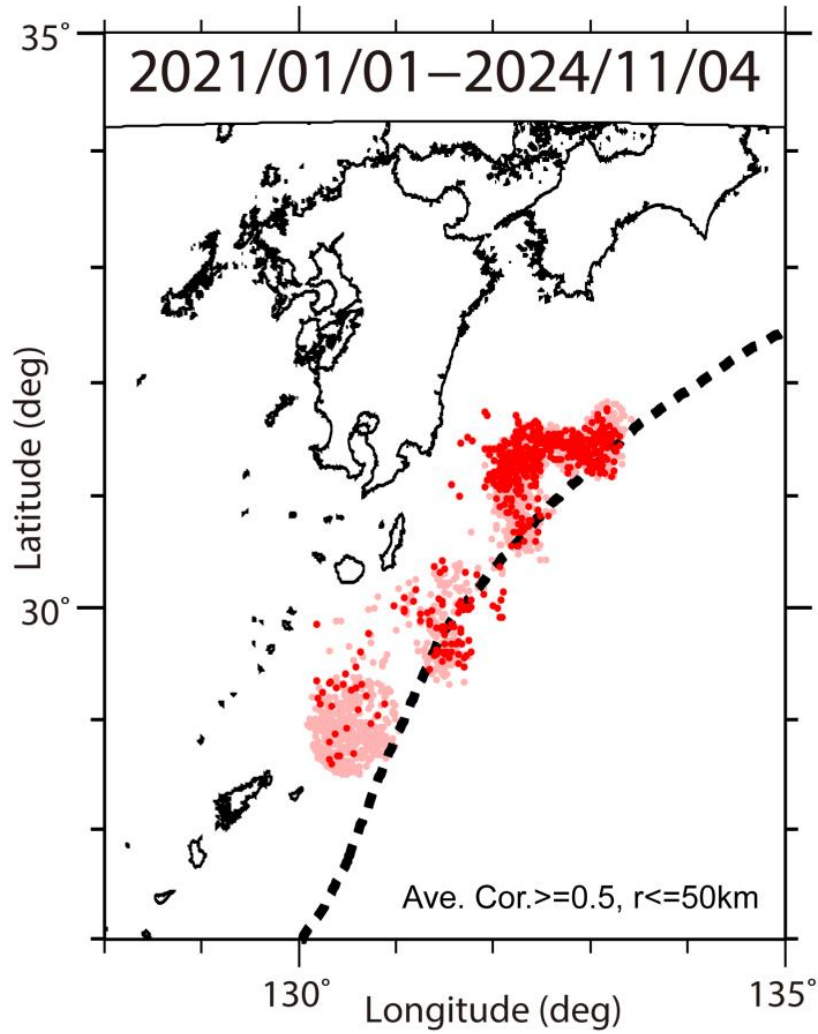 35°
2021/01/01−2024/11/04
Latitude (deg)
30°
Ave. Cor.>=0.5, r<=50km
130°
135°
Longitude (deg)